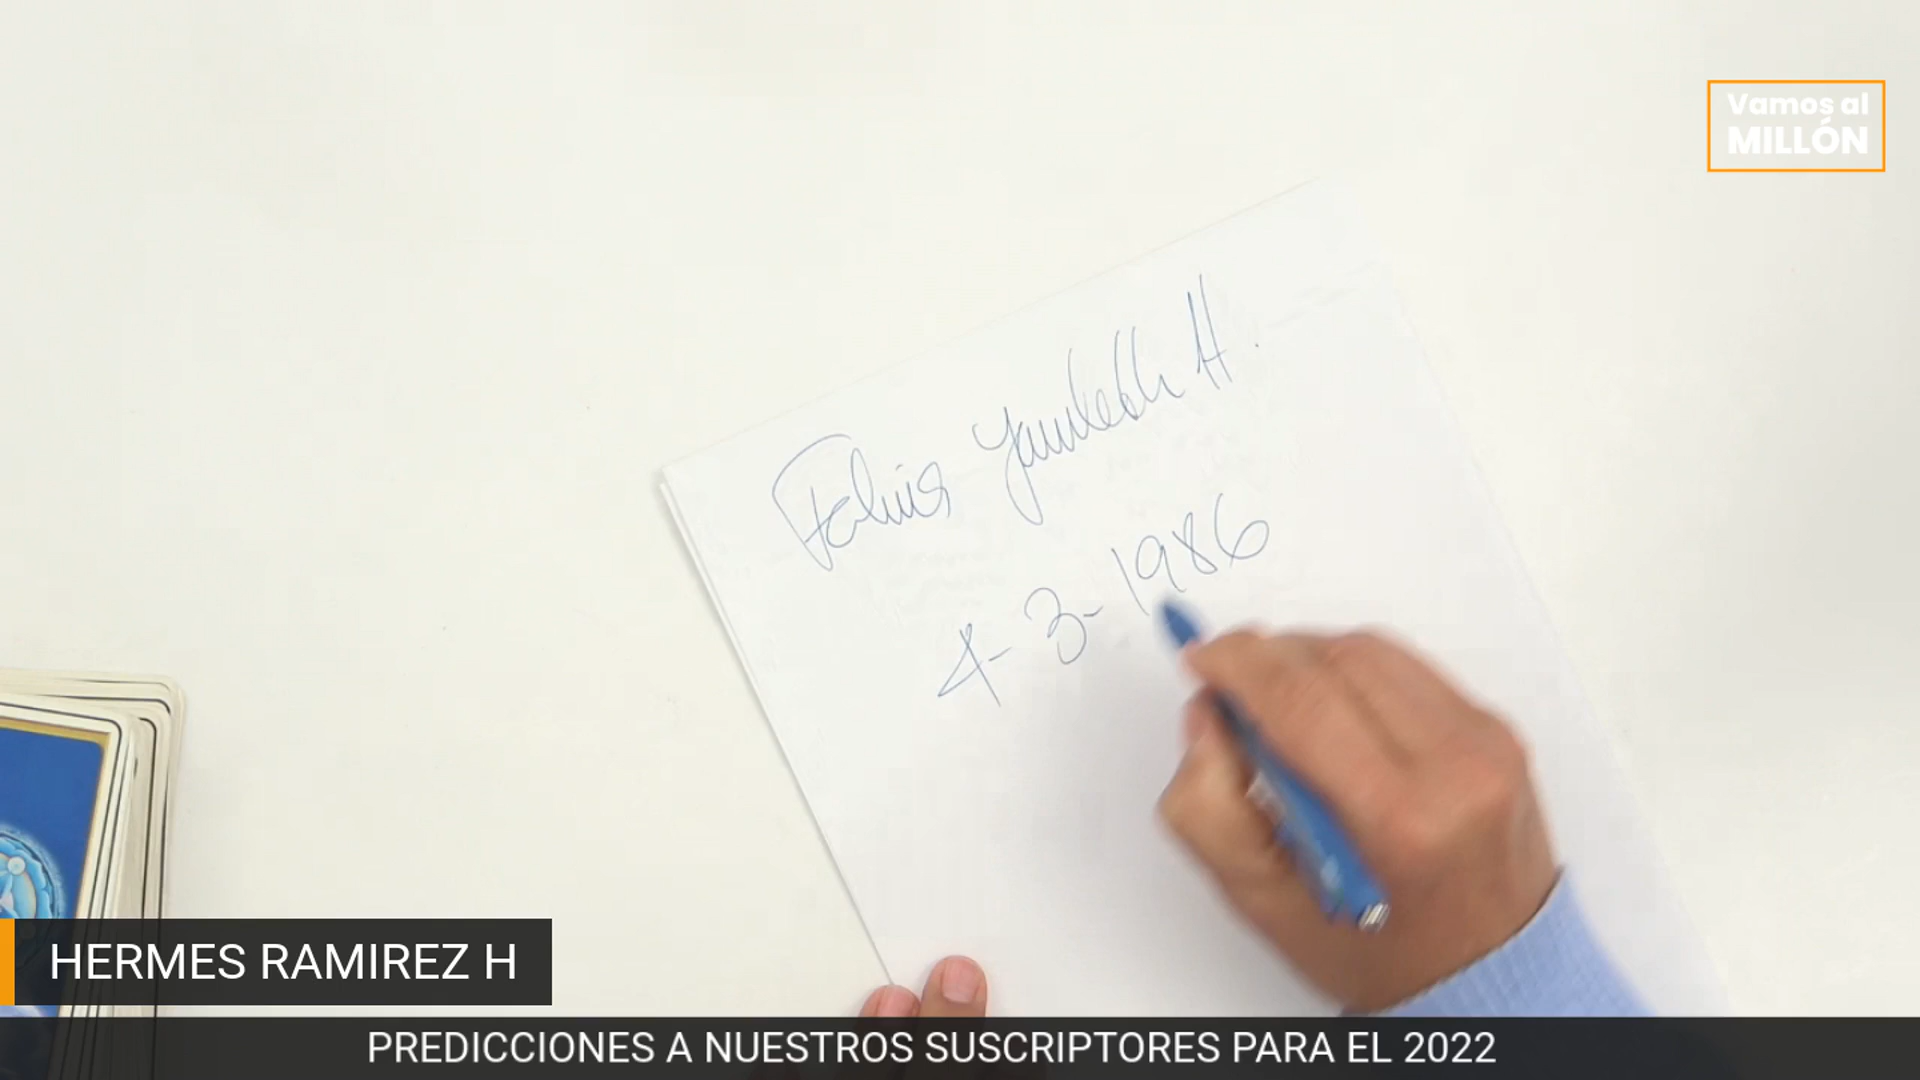 Vamos al
MILLÓN
H.
4-3-1986
HERMES RAMIREZ H
PREDICCIONES A NUESTROS SUSCRIPTORES PARA EL 2022